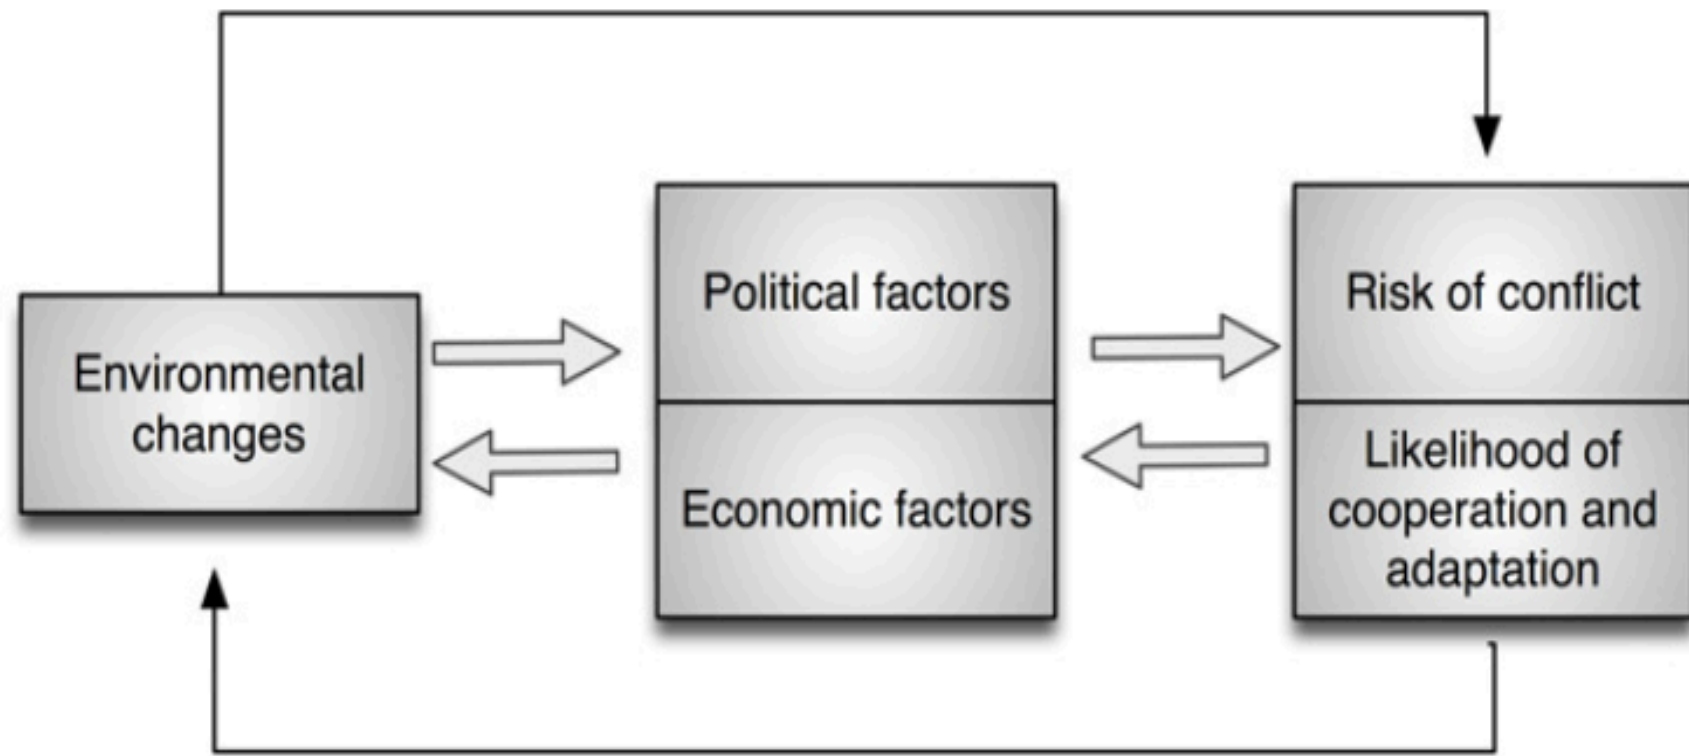 Environmental
changes
Political factors
Economic factors
Risk of conflict
Likelihood of
cooperation and
adaptation